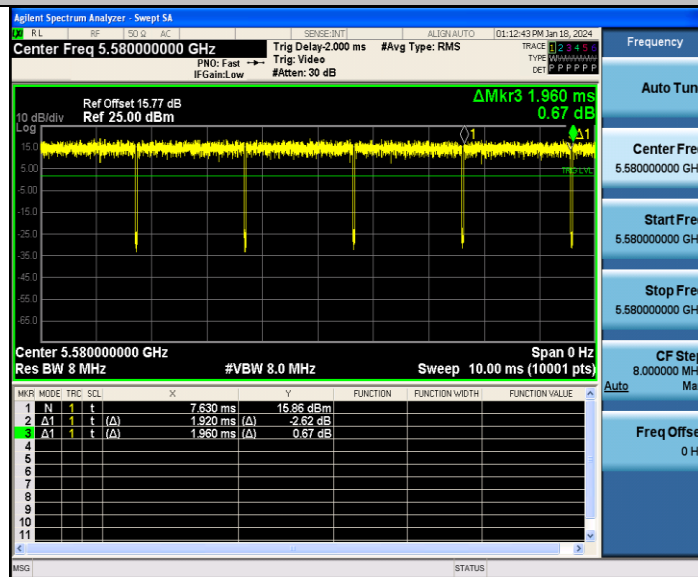 Agilent Spectrum Analyzer - Swept SA
RL RF 50 Ω AC SENSE:INT ALIGN AUTO 01:12:43 PM Jan 18, 2024
Center Freq 5.580000000 GHz
PNO: Fast
IFGain:Low
Trig Delay-2.000 ms
Trig: Video
#Atten: 30 dB
#Avg Type: RMS
TRACE 1 2 3 4 5 6
TYPE
DET P P P P P P
ΔMkr3 1.960 ms
0.67 dB
Ref Offset 15.77 dB
Ref 25.00 dBm
10 dB/div
Log
1
Δ1
15.0
5.00
TRIG LVL
-5.00
-15.0
-25.0
-35.0
-45.0
-55.0
-65.0
Center 5.580000000 GHz Span 0 Hz
Res BW 8 MHz #VBW 8.0 MHz Sweep 10.00 ms (10001 pts)
MKR MODE TRC SCL X Y FUNCTION FUNCTION WIDTH FUNCTION VALUE
1 N 1 t 7.630 ms 15.86 dBm
2 Δ1 1 t (Δ) 1.920 ms (Δ) -2.62 dB
3 Δ1 1 t (Δ) 1.960 ms (Δ) 0.67 dB
4
5
6
7
8
9
10
11
MSG STATUS
Frequency
Auto Tun
Center Fre
5.580000000 GH
Start Fre
5.580000000 GH
Stop Fre
5.580000000 GH
CF Ste
8.000000 MH
Auto Ma
Freq Offse
0 H